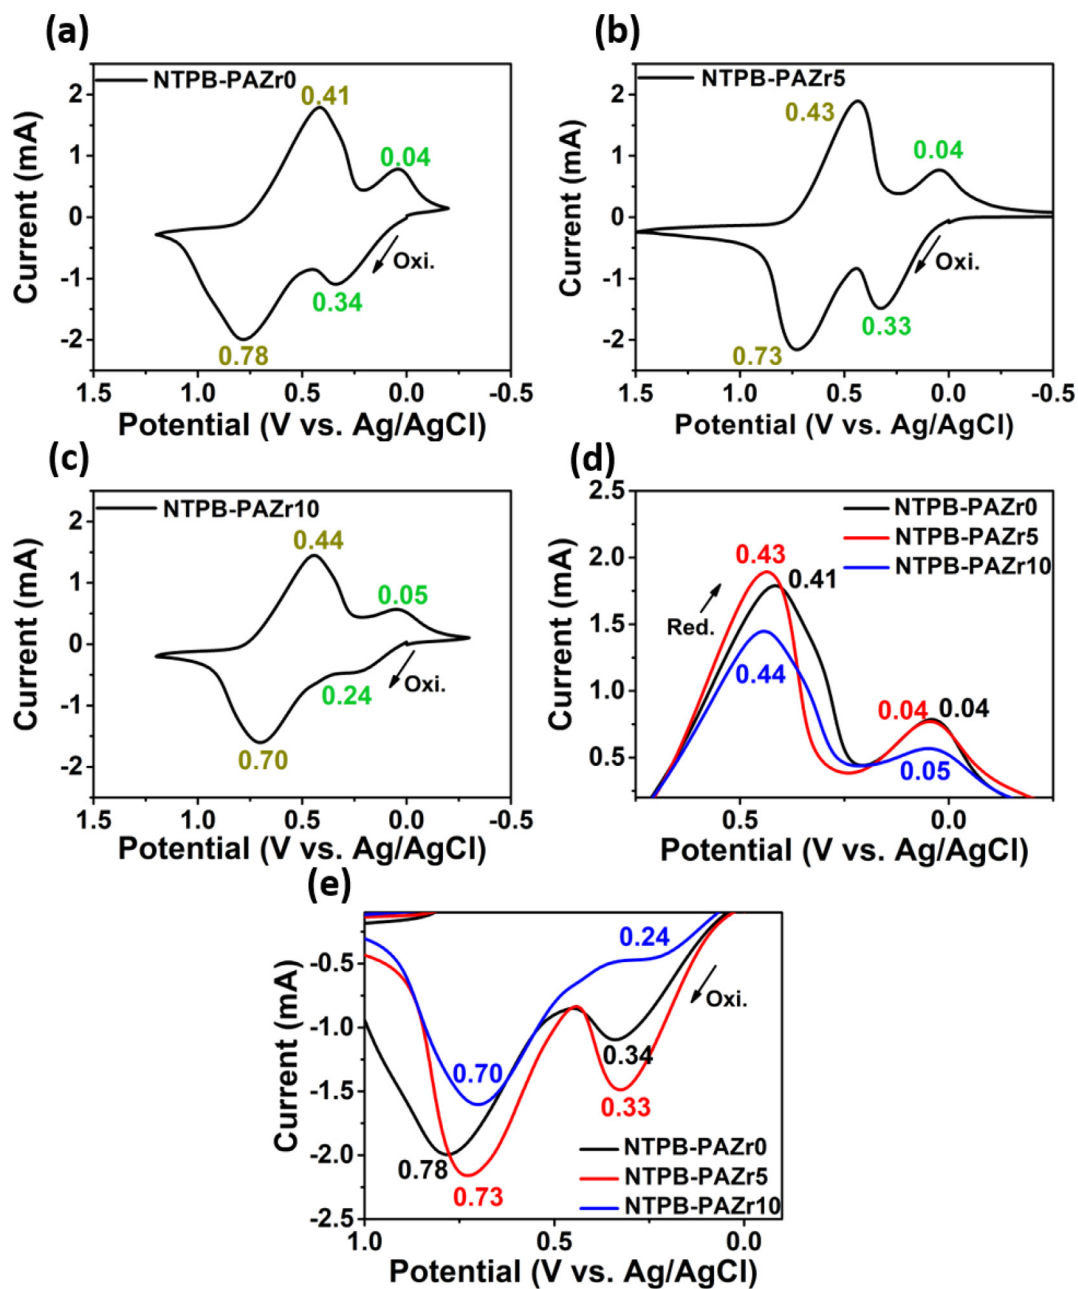 (a)
NTPB-PAZr0
0.41
0.04
Oxi.
0.34
0.78
2
1
0
-1
-2
Current (mA)
1.5 1.0 0.5 0.0 -0.5
Potential (V vs. Ag/AgCl)
(b)
NTPB-PAZr5
0.43
0.04
Oxi.
0.33
0.73
2
1
0
-1
-2
Current (mA)
1.5 1.0 0.5 0.0 -0.5
Potential (V vs. Ag/AgCl)
(c)
NTPB-PAZr10
0.44
0.05
Oxi.
0.24
0.70
2
1
0
-1
-2
Current (mA)
1.5 1.0 0.5 0.0 -0.5
Potential (V vs. Ag/AgCl)
(d)
NTPB-PAZr0
NTPB-PAZr5
NTPB-PAZr10
0.43
0.41
Red.
0.44
0.04 0.04
0.05
2.5
2.0
1.5
1.0
0.5
Current (mA)
0.5 0.0
Potential (V vs. Ag/AgCl)
(e)
0.24
Oxi.
0.34
0.70
0.33
0.78
0.73
NTPB-PAZr0
NTPB-PAZr5
NTPB-PAZr10
-0.5
-1.0
-1.5
-2.0
-2.5
Current (mA)
1.0 0.5 0.0
Potential (V vs. Ag/AgCl)